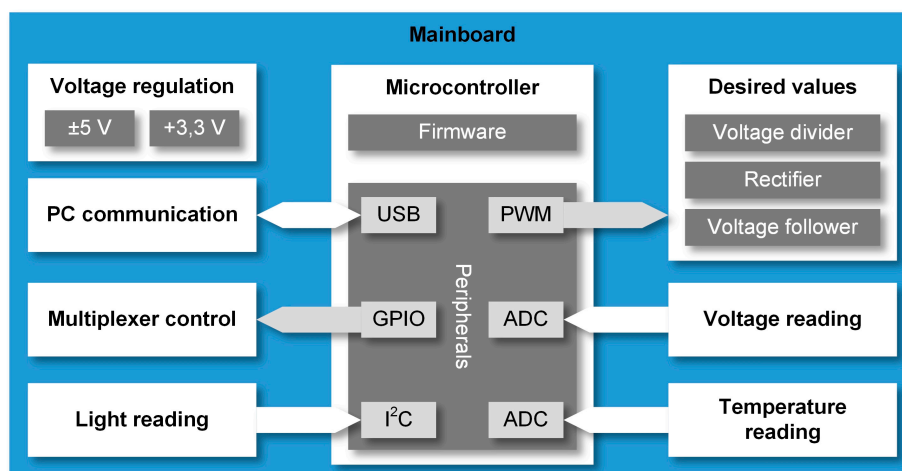 Mainboard
Voltage regulation
±5 V
+3,3 V
PC communication
Multiplexer control
Light reading
Microcontroller
Firmware
Peripherals
USB
PWM
GPIO
ADC
I²C
ADC
Desired values
Voltage divider
Rectifier
Voltage follower
Voltage reading
Temperature
reading